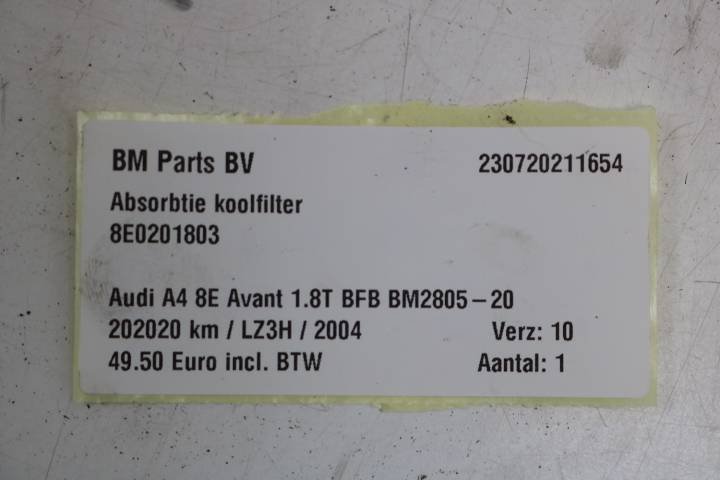 BM Parts BV 230720211654
Absorbtie koolfilter
8E0201803
Audi A4 8E Avant 1.8T BFB BM2805-20
202020 km / LZ3H / 2004 Verz: 10
49.50 Euro incl. BTW Aantal: 1